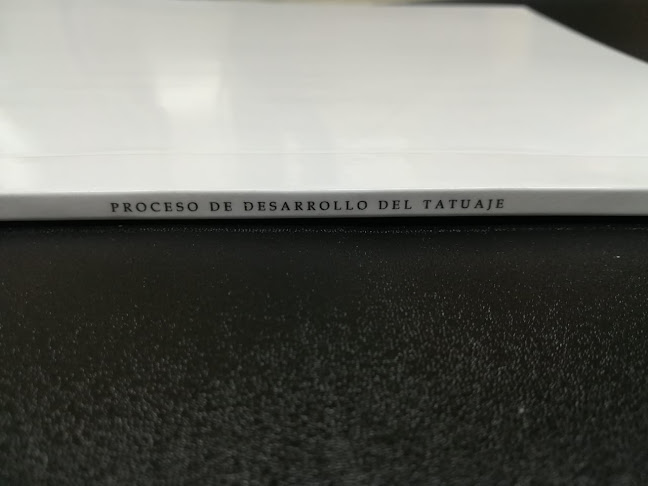 PROCESO DE DESARROLLO DEL TATUAJE